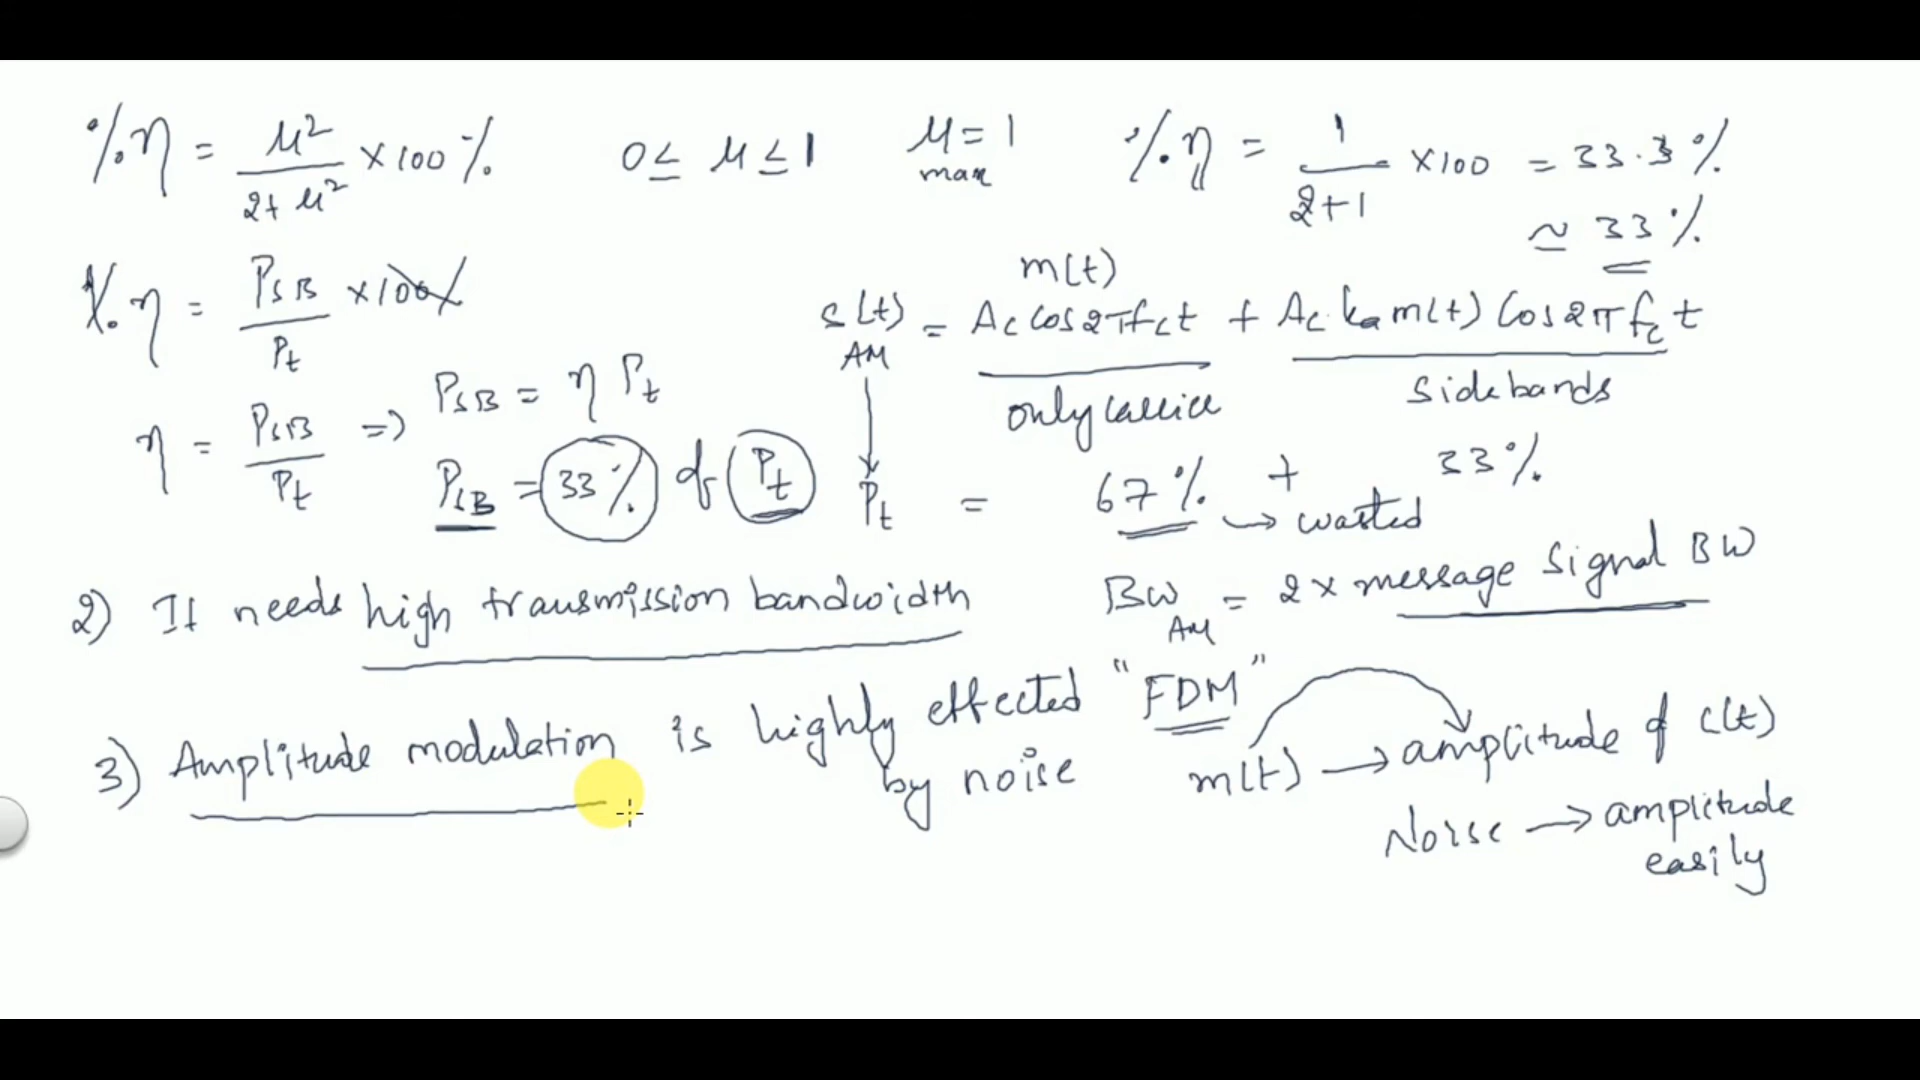 %η = μ² / (2+μ²) × 100 %    0 ≤ μ ≤ 1    μ = 1 max    %η = 1 / (2+1) × 100 = 33.3 %
≈ 33 %
%η = PSB / Pt × 100%    m(t)
s(t) AM = Ac cos2πfct + Ac ka m(t) Cos2πfct
only carrier    sidebands
η = PSB / Pt ⇒ PSB = η Pt
PSB = 33 % of Pt    Pt = 67 % + 33 %
→ wasted
2) It needs high transmission bandwidth    BW AM = 2 × message signal BW
3) Amplitude modulation is highly effected by noise    "FDM"
m(t) → amplitude of c(t)
Noise → amplitude easily